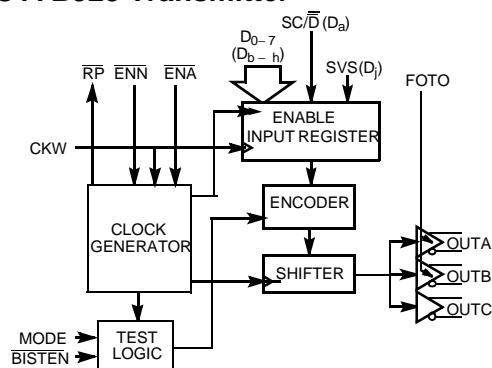 Transmitter
SC/D (Da)
D0–7
(Db – h)
SVS(Dj)
RP ENN ENA
FOTO
ENABLE
INPUT REGISTER
CKW
ENCODER
CLOCK
GENERATOR
OUTA
SHIFTER
OUTB
OUTC
MODE
BISTEN
TEST
LOGIC